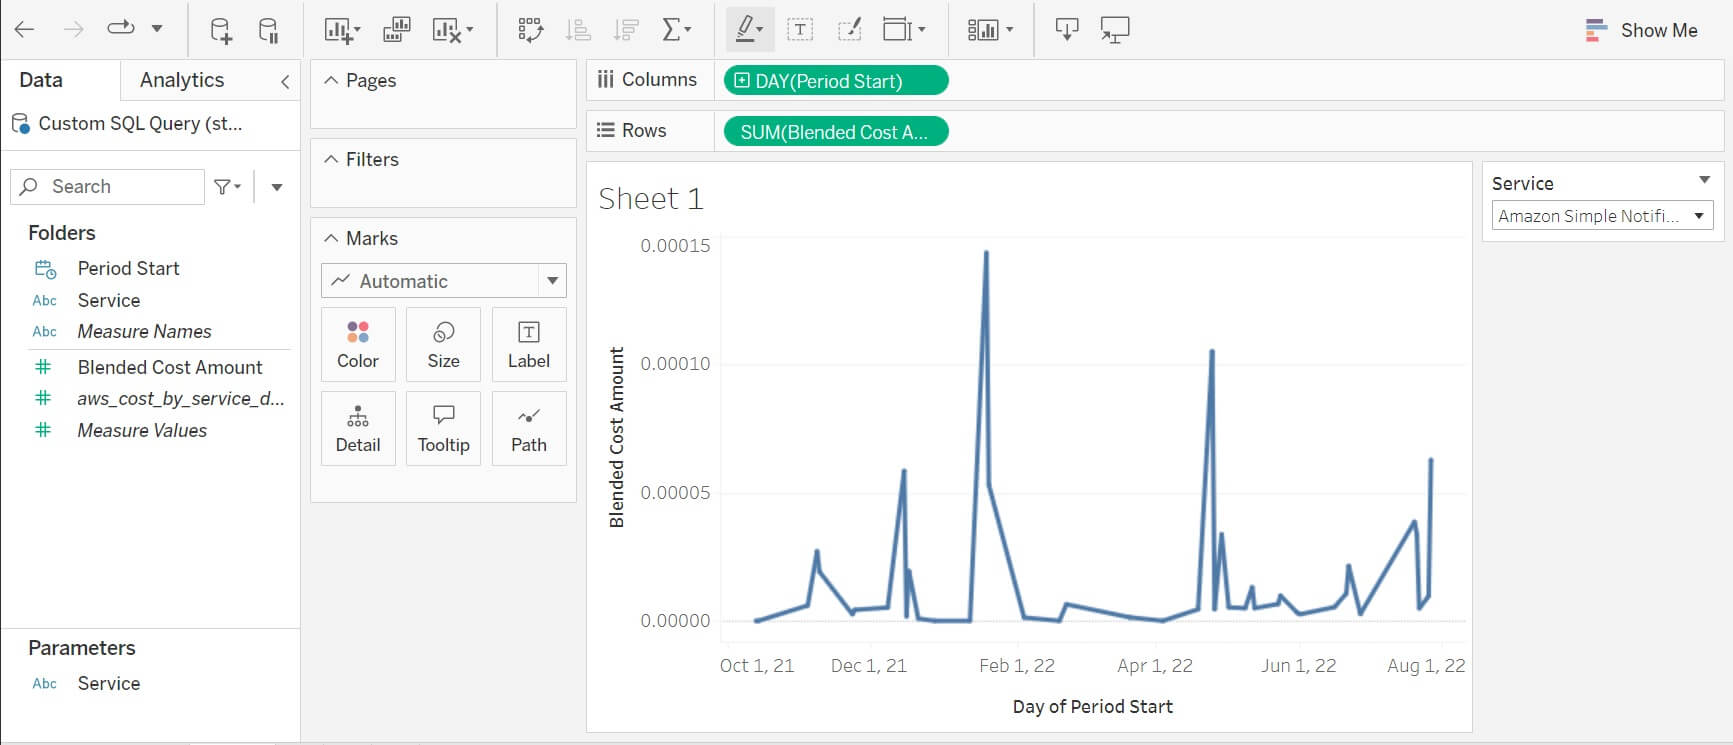 Show Me
Data
Analytics
Custom SQL Query (st...
Search
Folders
Period Start
Abc Service
Abc Measure Names
Blended Cost Amount
aws_cost_by_service_d...
Measure Values
Parameters
Abc Service
Pages
Filters
Marks
Automatic
Color
Size
T
Label
Detail
Tooltip
Path
Columns
DAY(Period Start)
Rows
SUM(Blended Cost A...
Sheet 1
0.00015
0.00010
0.00005
0.00000
Blended Cost Amount
Oct 1, 21
Dec 1, 21
Feb 1, 22
Apr 1, 22
Jun 1, 22
Aug 1, 22
Day of Period Start
Service
Amazon Simple Notifi...